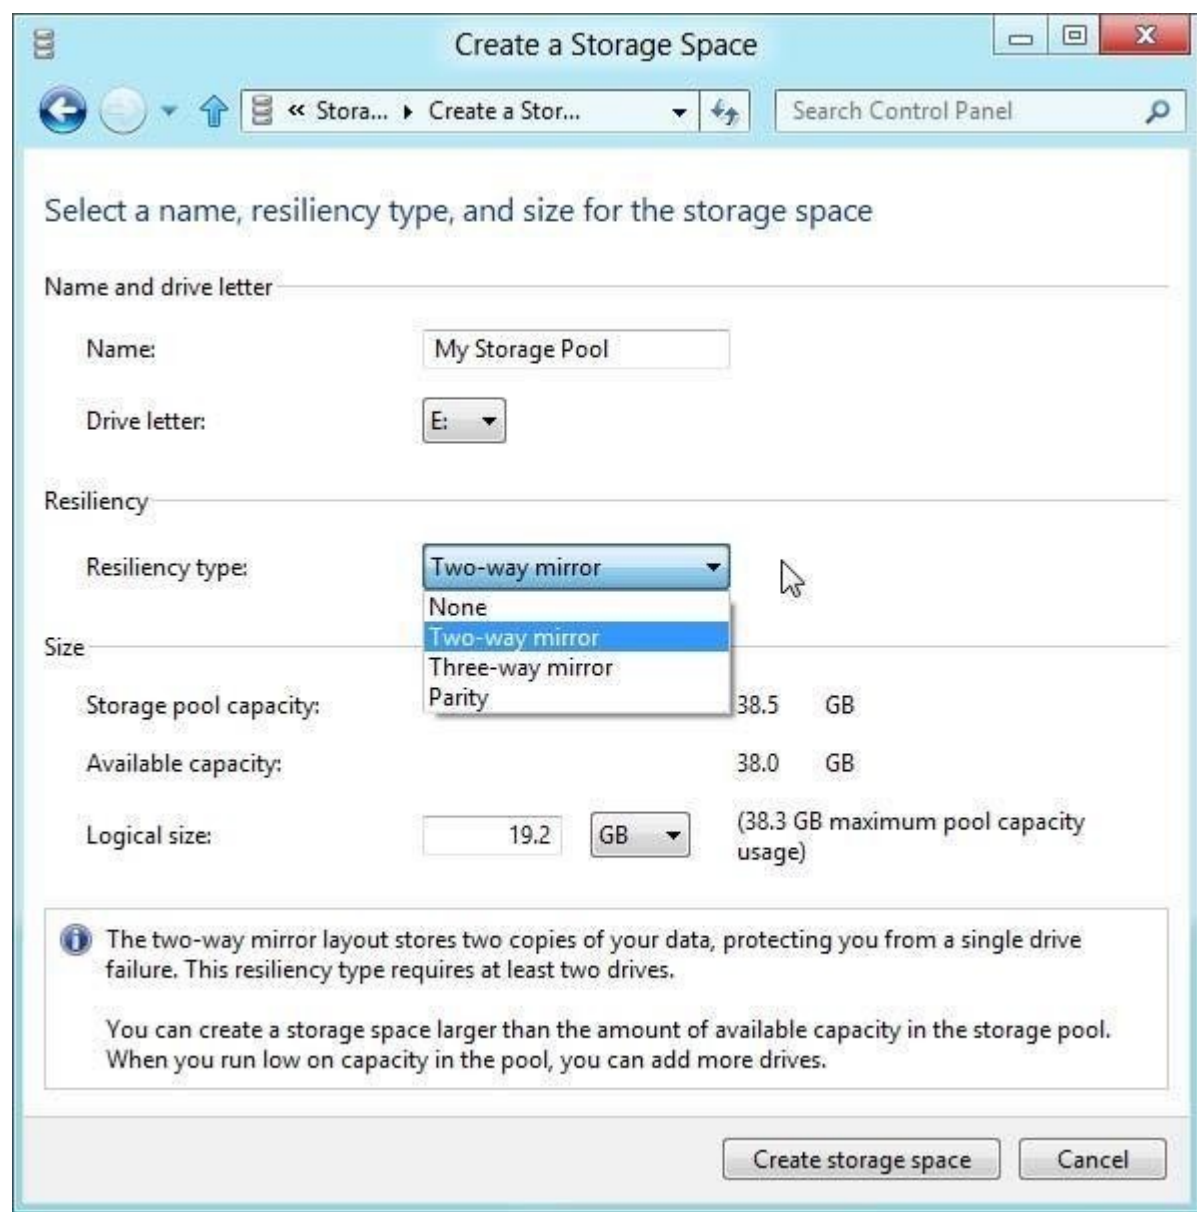 Create a Storage Space
« Stora... Create a Stor...
Search Control Panel
Select a name, resiliency type, and size for the storage space
Name and drive letter
Name: My Storage Pool
Drive letter: E:
Resiliency
Resiliency type: Two-way mirror
None
Two-way mirror
Size
Three-way mirror
Parity
Storage pool capacity: 38.5 GB
Available capacity: 38.0 GB
Logical size: 19.2 GB (38.3 GB maximum pool capacity
usage)
The two-way mirror layout stores two copies of your data, protecting you from a single drive
failure. This resiliency type requires at least two drives.
You can create a storage space larger than the amount of available capacity in the storage pool.
When you run low on capacity in the pool, you can add more drives.
Create storage space Cancel